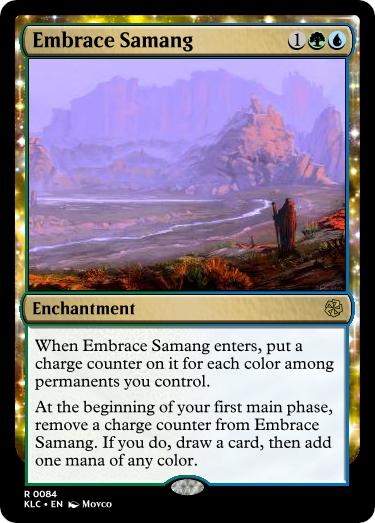 Embrace Samang 1
Enchantment
When Embrace Samang enters, put a
charge counter on it for each color among
permanents you control.
At the beginning of your first main phase,
remove a charge counter from Embrace
Samang. If you do, draw a card, then add
one mana of any color.
R 0084
KLC • EN Movco